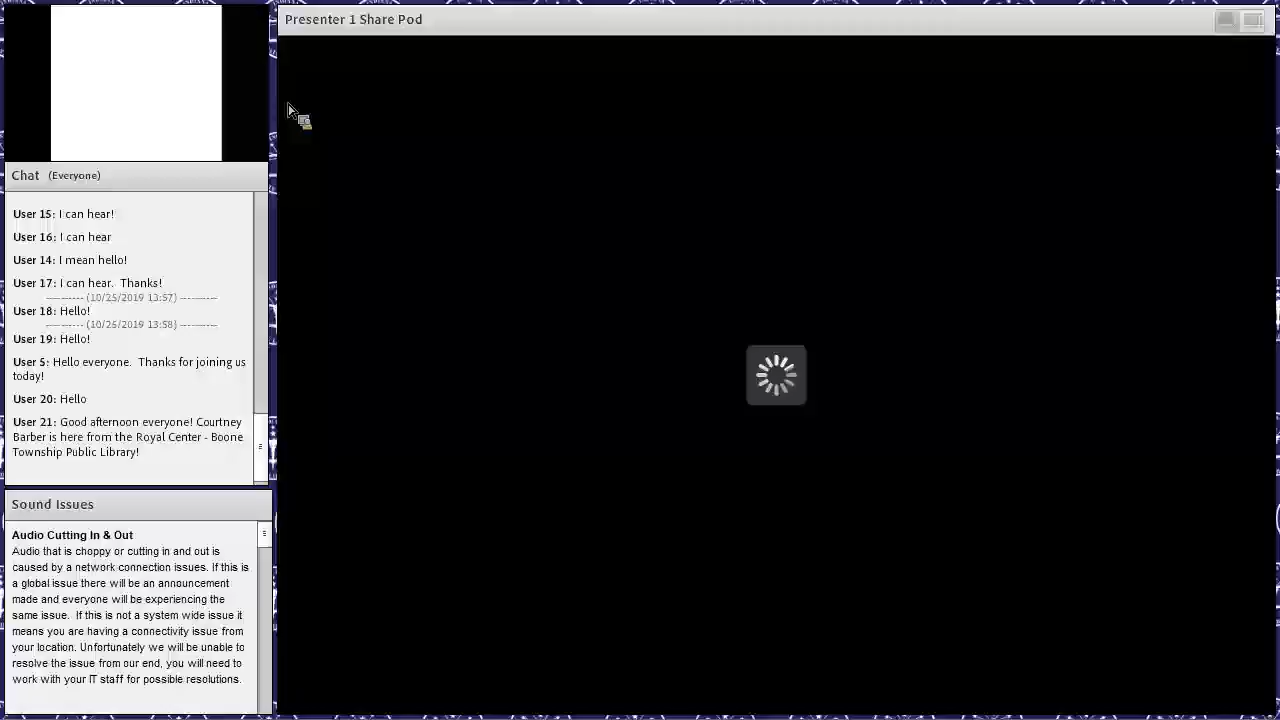 Presenter 1 Share Pod
Chat (Everyone)
User 15: I can hear!
User 16: I can hear
User 14: I mean hello!
User 17: I can hear.  Thanks!
---------- (10/25/2019 13:57) ----------
User 18: Hello!
---------- (10/25/2019 13:58) ----------
User 19: Hello!
User 5: Hello everyone.  Thanks for joining us
today!
User 20: Hello
User 21: Good afternoon everyone! Courtney
Barber is here from the Royal Center - Boone
Township Public Library!
Sound Issues
Audio Cutting In & Out
Audio that is choppy or cutting in and out is
caused by a network connection issues. If this is
a global issue there will be an announcement
made and everyone will be experiencing the
same issue.  If this is not a system wide issue it
means you are having a connectivity issue from
your location. Unfortunately we will be unable to
resolve the issue from our end, you will need to
work with your IT staff for possible resolutions.